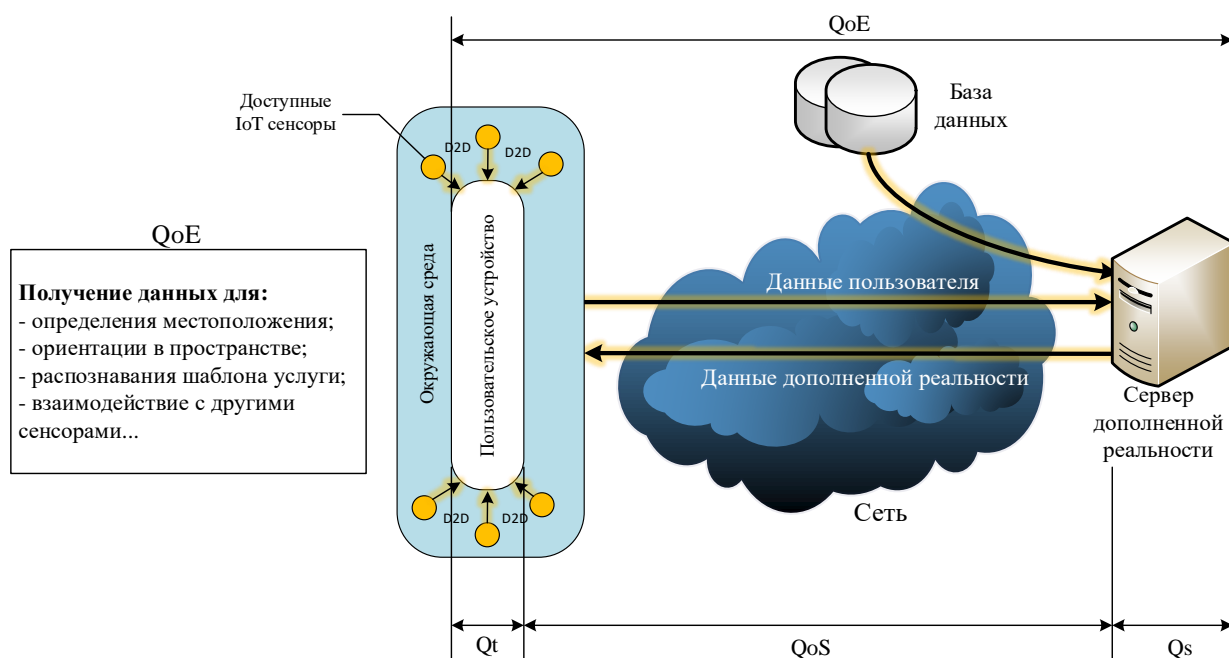 QoE
Доступные
IoT сенсоры
База
данных
D2D
D2D
QoE
Получение данных для:
- определения местоположения;
- ориентации в пространстве;
- распознавания шаблона услуги;
- взаимодействие с другими
сенсорами...
Окружающая среда
Пользовательское устройство
Данные пользователя
Данные дополненной реальности
Сервер
дополненной
реальности
D2D
D2D
Сеть
Qt
QoS
Qs